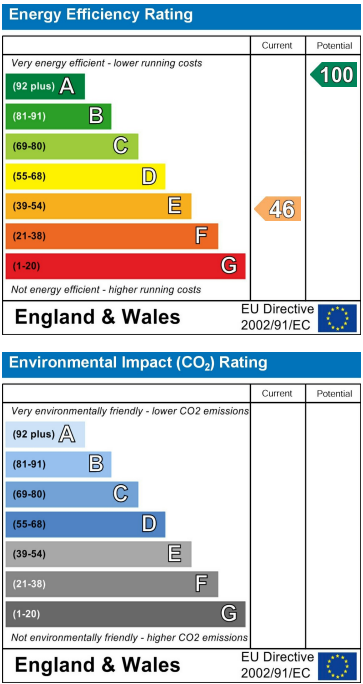 Energy Efficiency Rating
Current Potential
Very energy efficient - lower running costs
(92 plus) A
100
(81-91) B
(69-80) C
(55-68) D
(39-54) E
46
(21-38) F
(1-20) G
Not energy efficient - higher running costs
England & Wales
EU Directive
2002/91/EC
Environmental Impact (CO₂) Rating
Current Potential
Very environmentally friendly - lower CO2 emissions
(92 plus) A
(81-91) B
(69-80) C
(55-68) D
(39-54) E
(21-38) F
(1-20) G
Not environmentally friendly - higher CO2 emissions
England & Wales
EU Directive
2002/91/EC